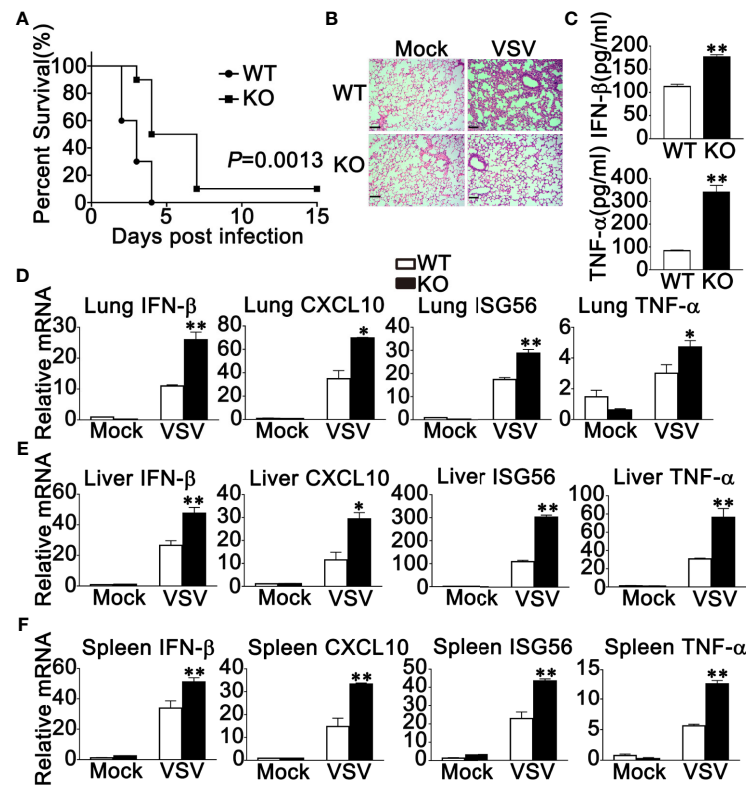 A
Percent Survival(%)
100
80
60
40
20
0
WT
KO
P=0.0013
0 5 10 15
Days post infection
B
Mock VSV
WT
KO
C
IFN-β(pg/ml)
200
150
100
50
0
**
WT KO
TNF-α(pg/ml)
400
300
200
100
0
**
WT KO
WT
KO
D
Relative mRNA
Lung IFN-β
30
20
10
0
**
Mock VSV
Lung CXCL10
80
60
40
20
0
*
Mock VSV
Lung ISG56
40
30
20
10
0
**
Mock VSV
Lung TNF-α
6
4
2
0
*
Mock VSV
E
Relative mRNA
Liver IFN-β
60
40
20
0
**
Mock VSV
Liver CXCL10
40
30
20
10
0
*
Mock VSV
Liver ISG56
400
300
200
100
0
**
Mock VSV
Liver TNF-α
100
80
60
40
20
0
**
Mock VSV
F
Relative mRNA
Spleen IFN-β
60
40
20
0
**
Mock VSV
Spleen CXCL10
40
30
20
10
0
**
Mock VSV
Spleen ISG56
50
40
30
20
10
0
**
Mock VSV
Spleen TNF-α
15
10
5
0
**
Mock VSV